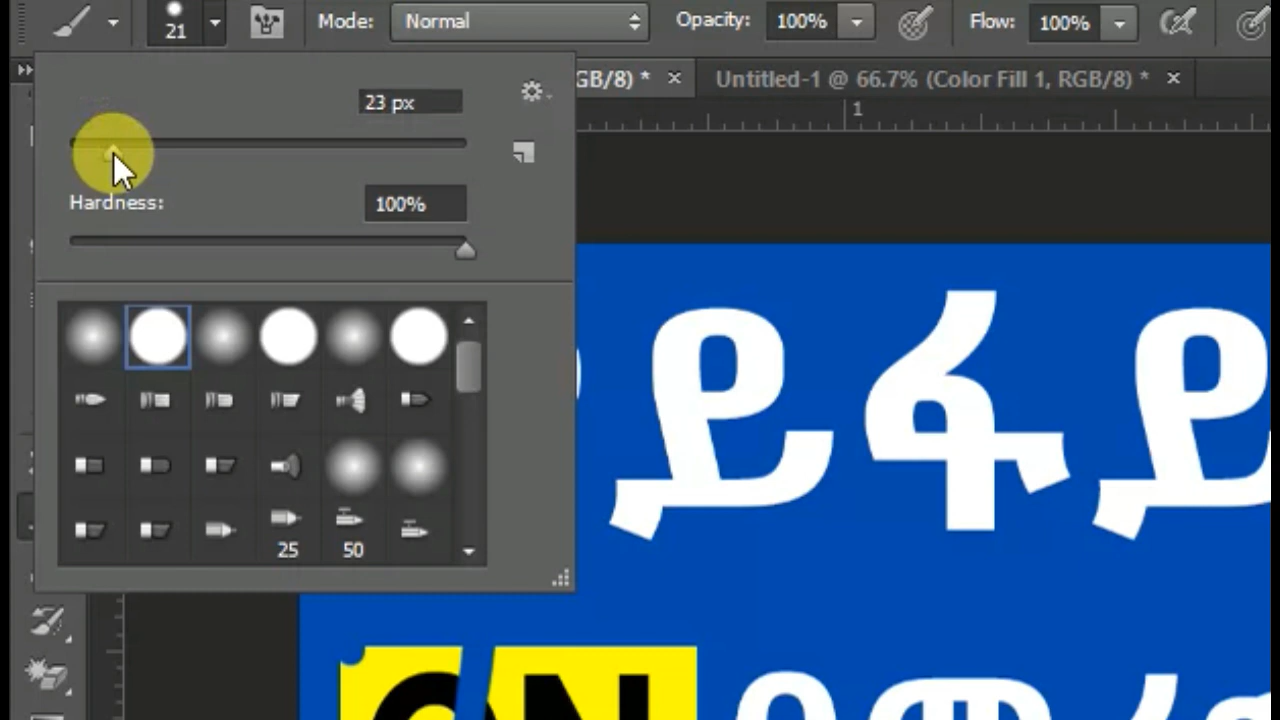 21 Mode: Normal Opacity: 100% Flow: 100%
GB/8) * × Untitled-1 @ 66.7% (Color Fill 1, RGB/8) * ×
1
23 px
Hardness: 100%
ይፋይ
25 50